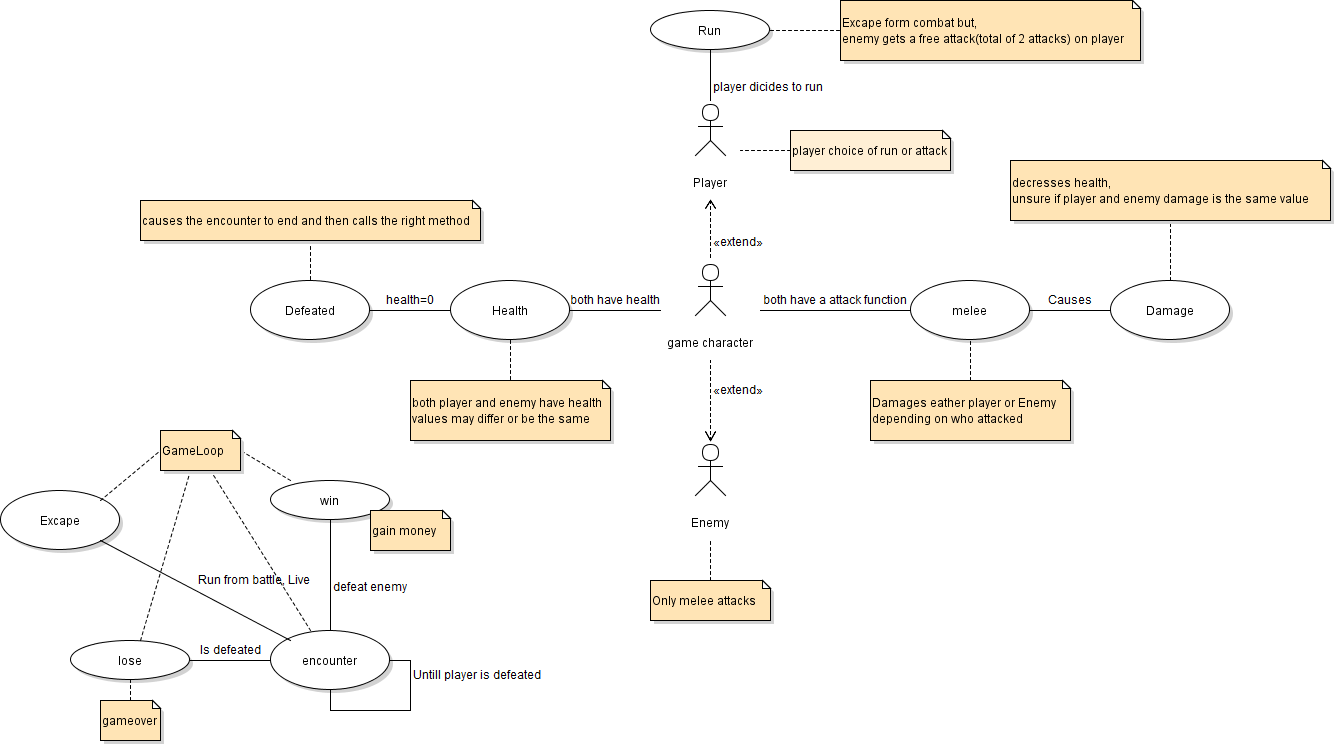 Run
Excape form combat but,
enemy gets a free attack(total of 2 attacks) on player
player dicides to run
player choice of run or attack
Player
decresses health,
unsure if player and enemy damage is the same value
causes the encounter to end and then calls the right method
«extend»
Defeated
health=0
Health
both have health
game character
both have a attack function
melee
Causes
Damage
both player and enemy have health
values may differ or be the same
«extend»
Damages eather player or Enemy
depending on who attacked
GameLoop
Excape
win
gain money
Enemy
Run from battle, Live
defeat enemy
Only melee attacks
lose
Is defeated
encounter
Untill player is defeated
gameover